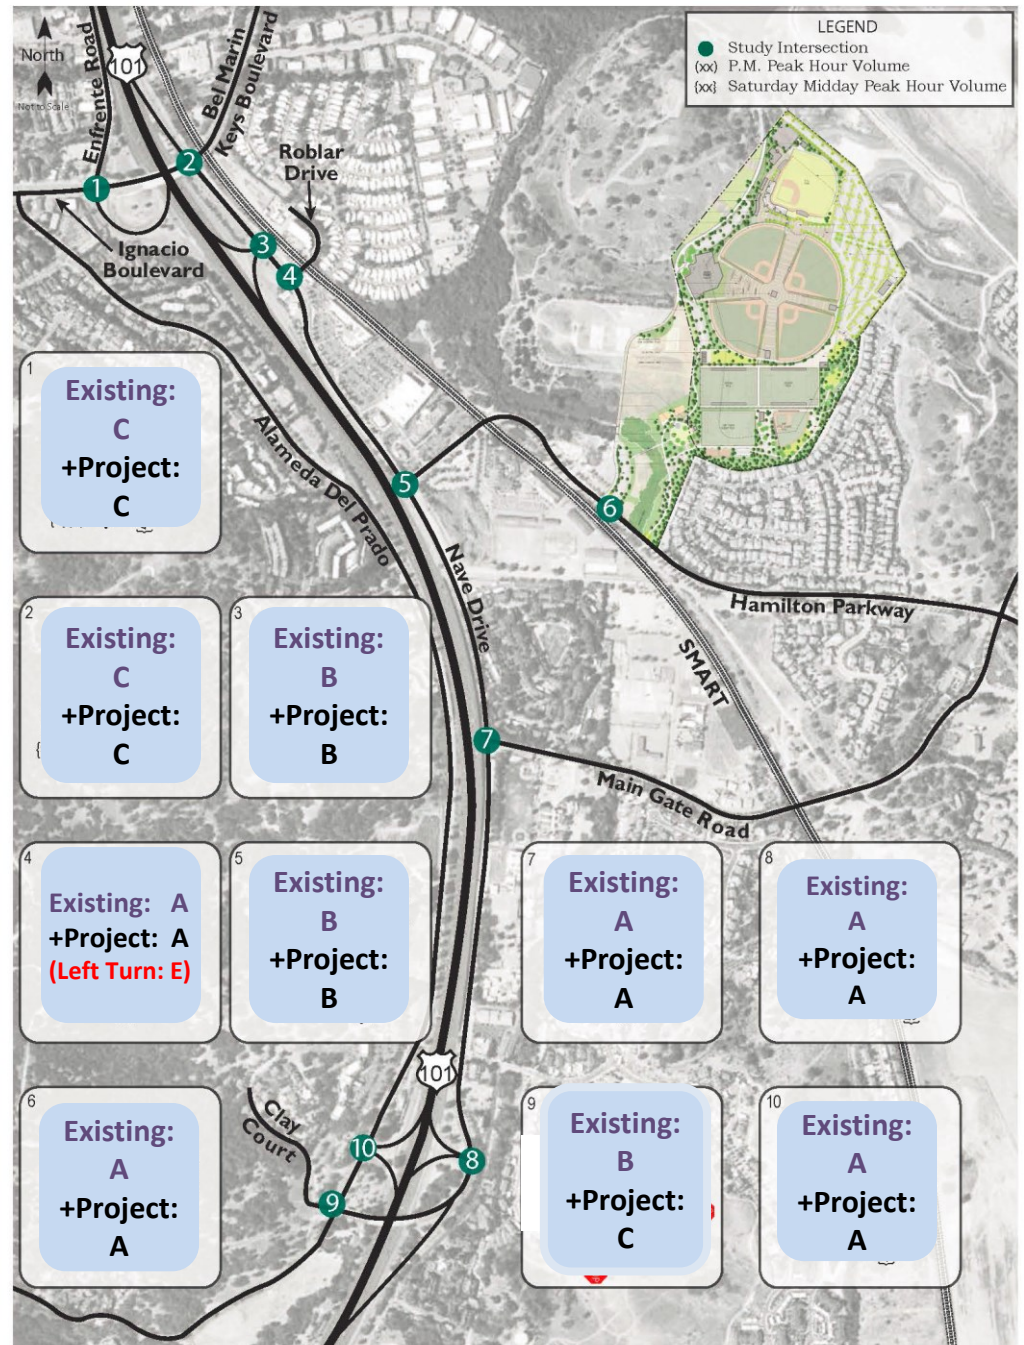 North
Not to Scale
Enfrente Road
101
Bel Marin
Keys Boulevard
LEGEND
Study Intersection
(xx) P.M. Peak Hour Volume
{xx} Saturday Midday Peak Hour Volume
Roblar
Drive
1
2
3
4
Ignacio
Boulevard
Alameda Del Prado
5
6
Nave Drive
Hamilton Parkway
SMART
7
Main Gate Road
1
Existing:
C
+Project:
C
2
Existing:
C
+Project:
C
3
Existing:
B
+Project:
B
4
Existing: A
+Project: A
(Left Turn: E)
5
Existing:
B
+Project:
B
7
Existing:
A
+Project:
A
8
Existing:
A
+Project:
A
101
Clay
Court
10
8
9
6
Existing:
A
+Project:
A
9
Existing:
B
+Project:
C
10
Existing:
A
+Project:
A